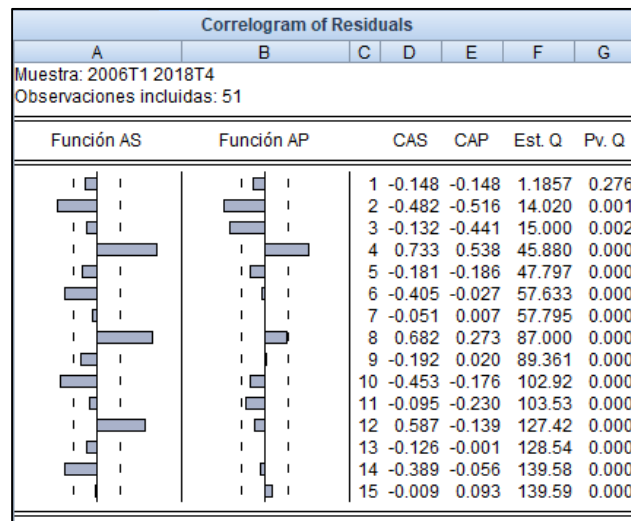 Correlogram of Residuals
A B C D E F G
Muestra: 2006T1 2018T4
Observaciones incluidas: 51
Función AS Función AP CAS CAP Est. Q Pv. Q
1 -0.148 -0.148 1.1857 0.276
2 -0.482 -0.516 14.020 0.001
3 -0.132 -0.441 15.000 0.002
4 0.733 0.538 45.880 0.000
5 -0.181 -0.186 47.797 0.000
6 -0.405 -0.027 57.633 0.000
7 -0.051 0.007 57.795 0.000
8 0.682 0.273 87.000 0.000
9 -0.192 0.020 89.361 0.000
10 -0.453 -0.176 102.92 0.000
11 -0.095 -0.230 103.53 0.000
12 0.587 -0.139 127.42 0.000
13 -0.126 -0.001 128.54 0.000
14 -0.389 -0.056 139.58 0.000
15 -0.009 0.093 139.59 0.000